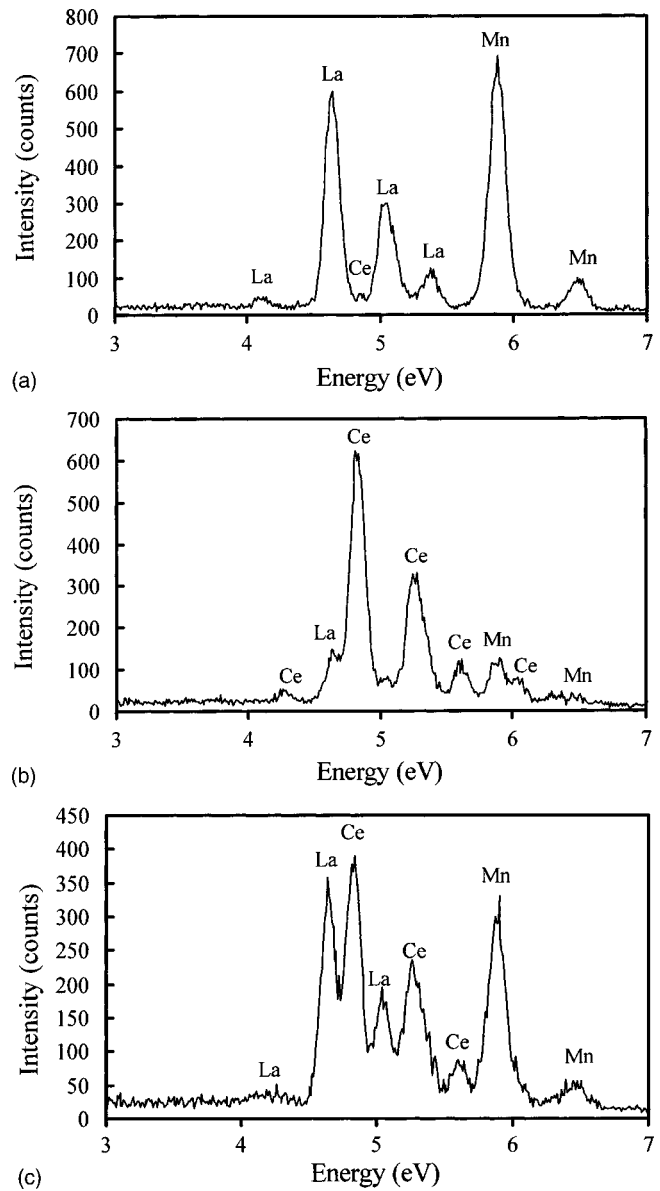 800
700
600
500
400
300
200
100
0
Intensity (counts)
La
La
Ce
La
La
Mn
Mn
3 4 5 6 7
Energy (eV)
(a)
700
600
500
400
300
200
100
0
Intensity (counts)
Ce
La
Ce
Ce
Ce
Mn
Ce
Mn
3 4 5 6 7
Energy (eV)
(b)
450
400
350
300
250
200
150
100
50
0
Intensity (counts)
La
La
Ce
La
Ce
Ce
Mn
Mn
3 4 5 6 7
Energy (eV)
(c)